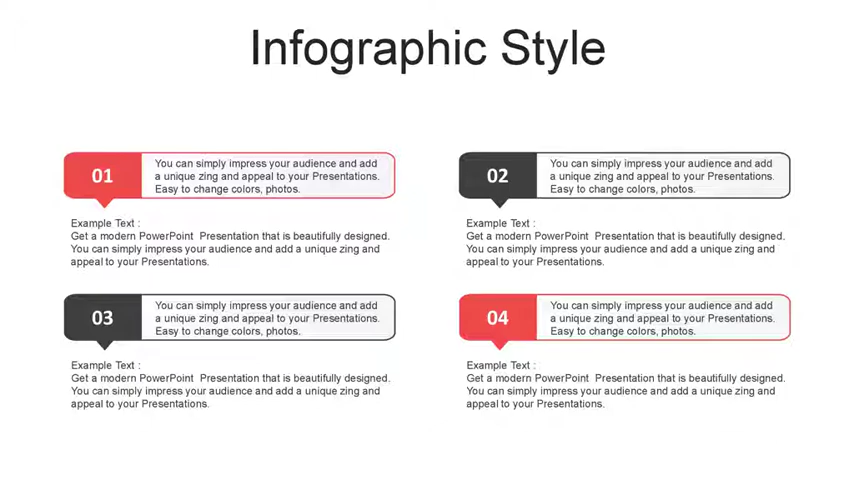 Infographic Style
01
You can simply impress your audience and add
a unique zing and appeal to your Presentations.
Easy to change colors, photos.
Example Text :
Get a modern PowerPoint  Presentation that is beautifully designed.
You can simply impress your audience and add a unique zing and
appeal to your Presentations.
02
You can simply impress your audience and add
a unique zing and appeal to your Presentations.
Easy to change colors, photos.
Example Text :
Get a modern PowerPoint  Presentation that is beautifully designed.
You can simply impress your audience and add a unique zing and
appeal to your Presentations.
03
You can simply impress your audience and add
a unique zing and appeal to your Presentations.
Easy to change colors, photos.
Example Text :
Get a modern PowerPoint  Presentation that is beautifully designed.
You can simply impress your audience and add a unique zing and
appeal to your Presentations.
04
You can simply impress your audience and add
a unique zing and appeal to your Presentations.
Easy to change colors, photos.
Example Text :
Get a modern PowerPoint  Presentation that is beautifully designed.
You can simply impress your audience and add a unique zing and
appeal to your Presentations.